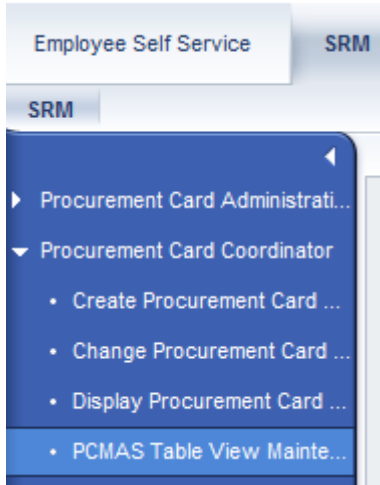 Employee Self Service SRM
SRM
Procurement Card Administrati...
Procurement Card Coordinator
• Create Procurement Card ...
• Change Procurement Card ...
• Display Procurement Card ...
• PCMAS Table View Mainte...